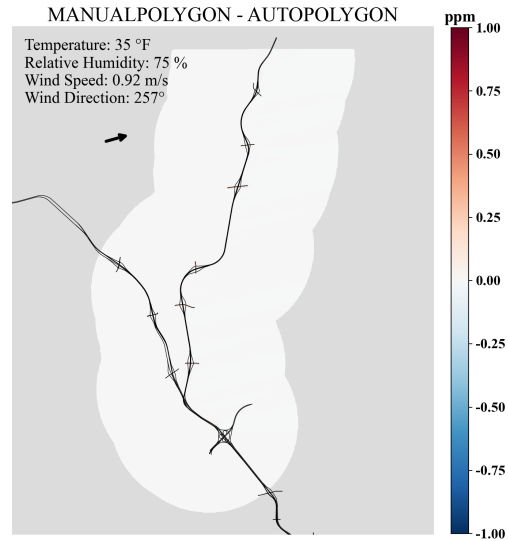 MANUALPOLYGON - AUTOPOLYGON
ppm
Temperature: 35 °F
Relative Humidity: 75 %
Wind Speed: 0.92 m/s
Wind Direction: 257°
1.00
0.75
0.50
0.25
0.00
-0.25
-0.50
-0.75
-1.00